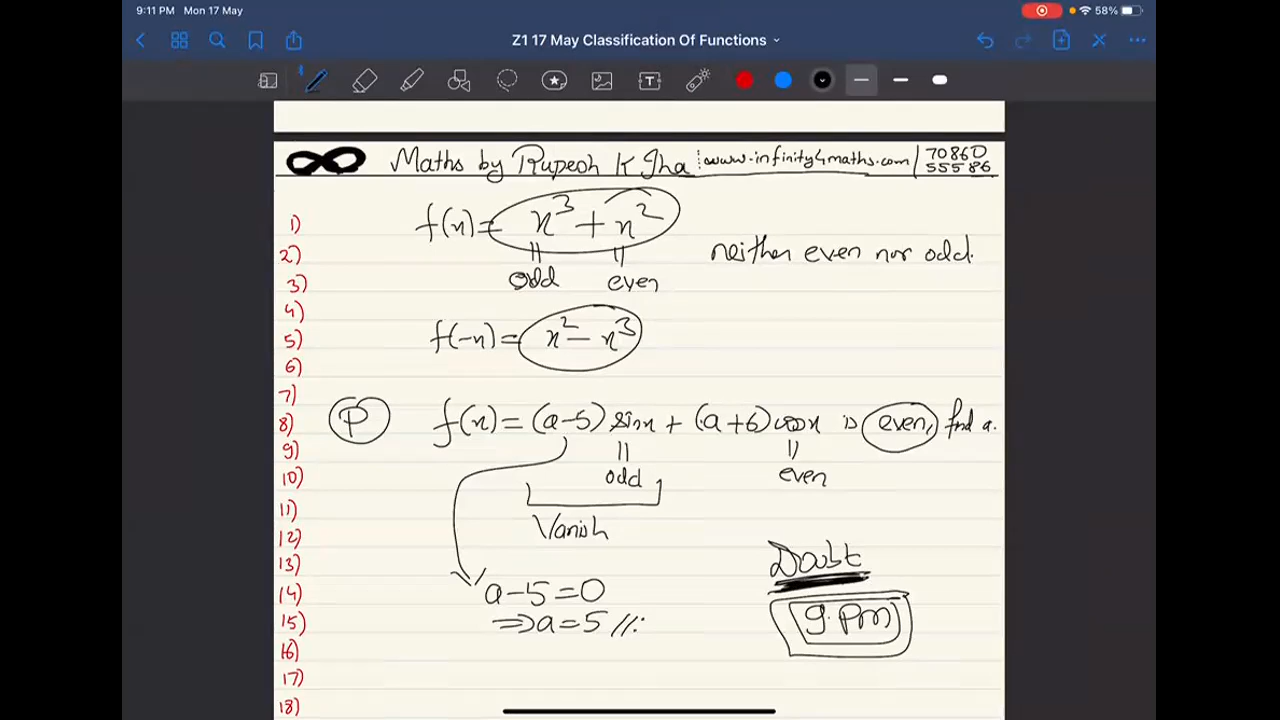 9:11 PM Mon 17 May
58%
Z1 17 May Classification Of Functions
T
∞ Maths by Rupesh K Jha www.infinity4maths.com 70860 55586
1)
2)
3)
4)
5)
6)
7)
8)
9)
10)
11)
12)
13)
14)
15)
16)
17)
18)
f(x) = x³ + x²
odd even
neither even nor odd.
f(-x) = x² - x³
P f(x) = (a-5) sinx + (a+6) cosx is even, find a.
odd even
Vanish
a-5=0
⇒ a=5 //.
Doubt
9. Pm